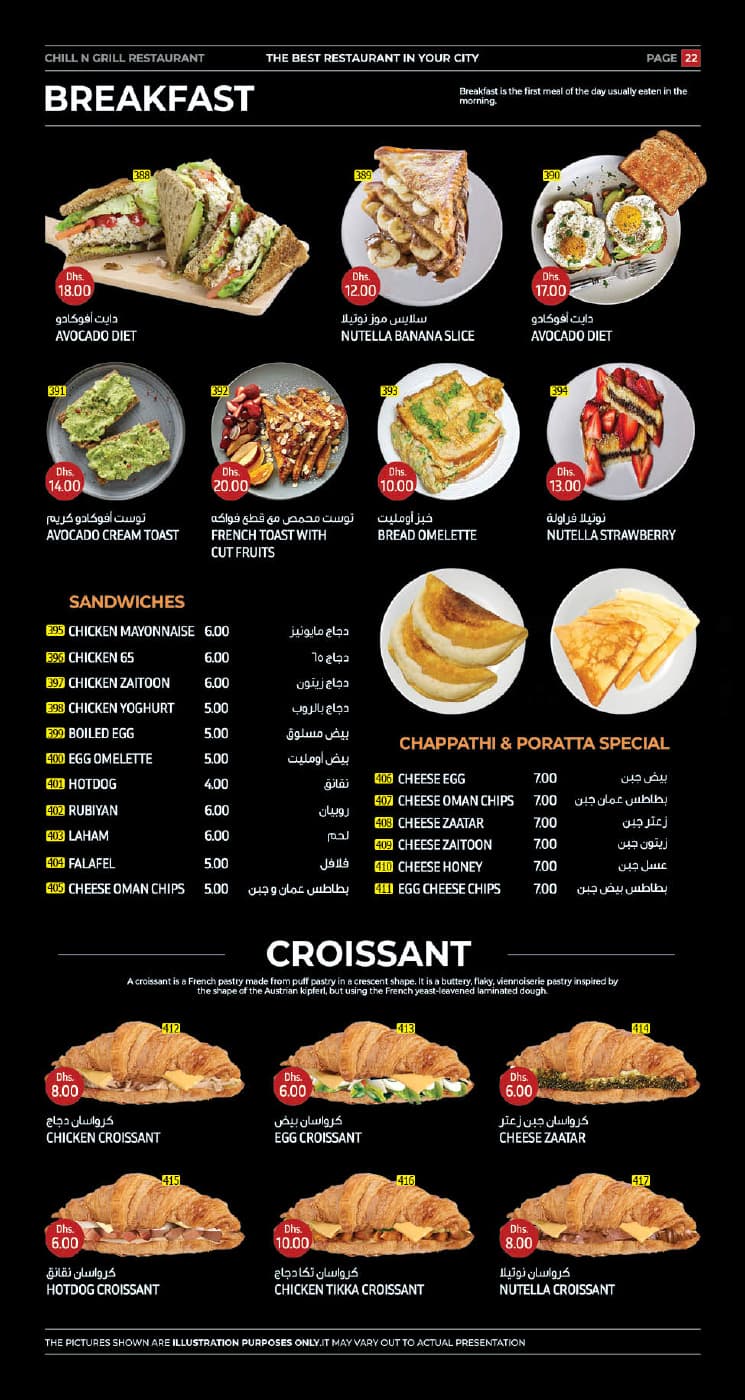 CHILL N GRILL RESTAURANT THE BEST RESTAURANT IN YOUR CITY PAGE 22
BREAKFAST
Breakfast is the first meal of the day usually eaten in the
morning.
388
Dhs.
18.00
دايت أفوكادو
AVOCADO DIET
389
Dhs.
12.00
سلايس موز نوتيلا
NUTELLA BANANA SLICE
390
Dhs.
17.00
دايت أفوكادو
AVOCADO DIET
391
Dhs.
14.00
توست أفوكادو كريم
AVOCADO CREAM TOAST
392
Dhs.
20.00
توست محمص مع قطع فواكه
FRENCH TOAST WITH
CUT FRUITS
393
Dhs.
10.00
خبز أومليت
BREAD OMELETTE
394
Dhs.
13.00
نوتيلا فراولة
NUTELLA STRAWBERRY
SANDWICHES
395 CHICKEN MAYONNAISE 6.00 دجاج مايونيز
396 CHICKEN 65 6.00 دجاج ٦٥
397 CHICKEN ZAITOON 6.00 دجاج زيتون
398 CHICKEN YOGHURT 5.00 دجاج بالروب
399 BOILED EGG 5.00 بيض مسلوق
400 EGG OMELETTE 5.00 بيض أومليت
401 HOTDOG 4.00 نقانق
402 RUBIYAN 6.00 روبيان
403 LAHAM 6.00 لحم
404 FALAFEL 5.00 فلافل
405 CHEESE OMAN CHIPS 5.00 بطاطس عمان و جبن
CHAPPATHI & PORATTA SPECIAL
406 CHEESE EGG 7.00 بيض جبن
407 CHEESE OMAN CHIPS 7.00 بطاطس عمان جبن
408 CHEESE ZAATAR 7.00 زعتر جبن
409 CHEESE ZAITOON 7.00 زيتون جبن
410 CHEESE HONEY 7.00 عسل جبن
411 EGG CHEESE CHIPS 7.00 بطاطس بيض جبن
CROISSANT
A croissant is a French pastry made from puff pastry in a crescent shape. It is a buttery, flaky, viennoiserie pastry inspired by
the shape of the Austrian kipferl, but using the French yeast-leavened laminated dough.
412
Dhs.
8.00
كرواسان دجاج
CHICKEN CROISSANT
413
Dhs.
6.00
كرواسان بيض
EGG CROISSANT
414
Dhs.
6.00
كرواسان جبن زعتر
CHEESE ZAATAR
415
Dhs.
6.00
كرواسان نقانق
HOTDOG CROISSANT
416
Dhs.
10.00
كرواسان تكا دجاج
CHICKEN TIKKA CROISSANT
417
Dhs.
8.00
كرواسان نوتيلا
NUTELLA CROISSANT
THE PICTURES SHOWN ARE ILLUSTRATION PURPOSES ONLY.IT MAY VARY OUT TO ACTUAL PRESENTATION